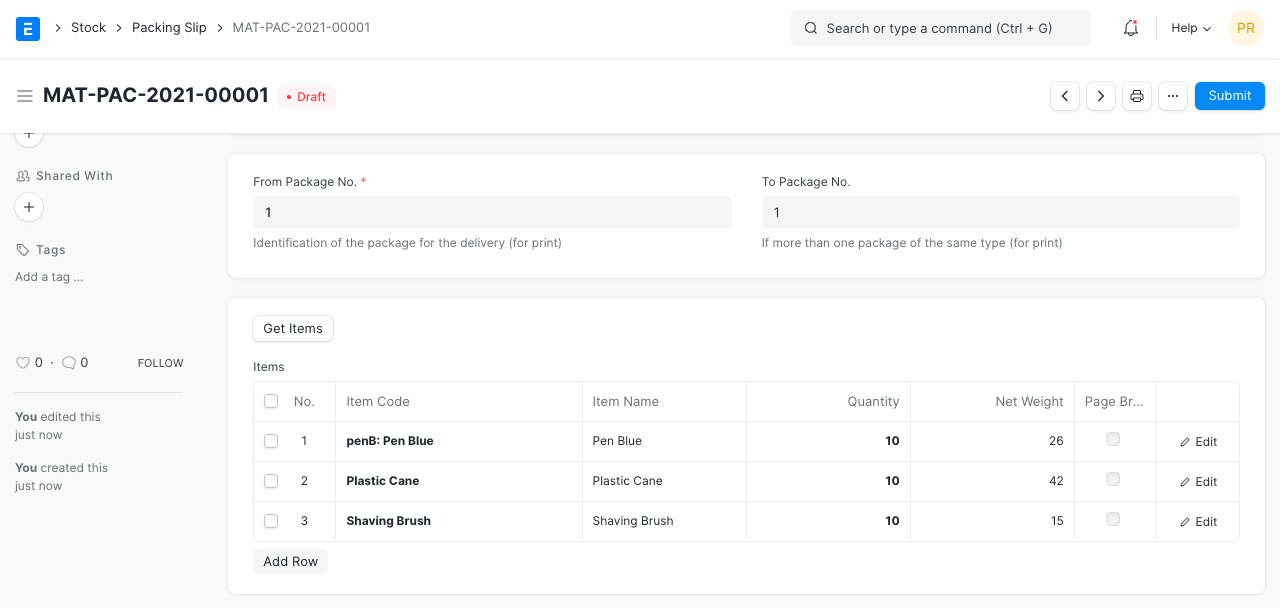 E Stock Packing Slip MAT-PAC-2021-00001 Search or type a command (Ctrl + G) Help PR
MAT-PAC-2021-00001 • Draft ... Submit
Shared With
Tags
Add a tag ...
0 · 0 FOLLOW
You edited this
just now
You created this
just now
From Package No. * To Package No.
1 1
Identification of the package for the delivery (for print) If more than one package of the same type (for print)
Get Items
Items
No. Item Code Item Name Quantity Net Weight Page Br...
1 penB: Pen Blue Pen Blue 10 26 Edit
2 Plastic Cane Plastic Cane 10 42 Edit
3 Shaving Brush Shaving Brush 10 15 Edit
Add Row